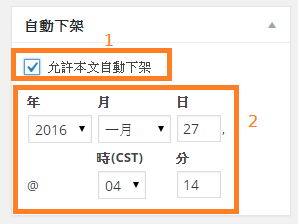 自動下架
1
允許本文自動下架
年 月 日
2016 一月 27 ,
2
時(CST) 分
@ 04 14